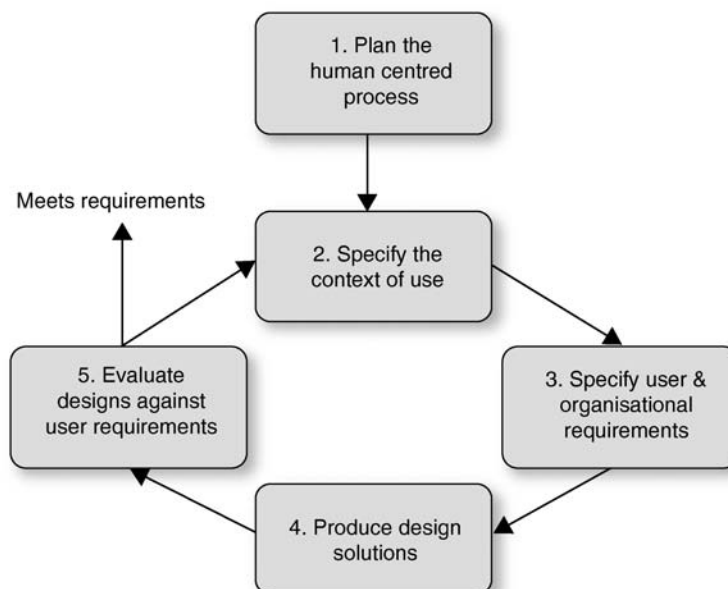 1. Plan the
human centred
process
Meets requirements
2. Specify the
context of use
5. Evaluate
designs against
user requirements
3. Specify user &
organisational
requirements
4. Produce design
solutions